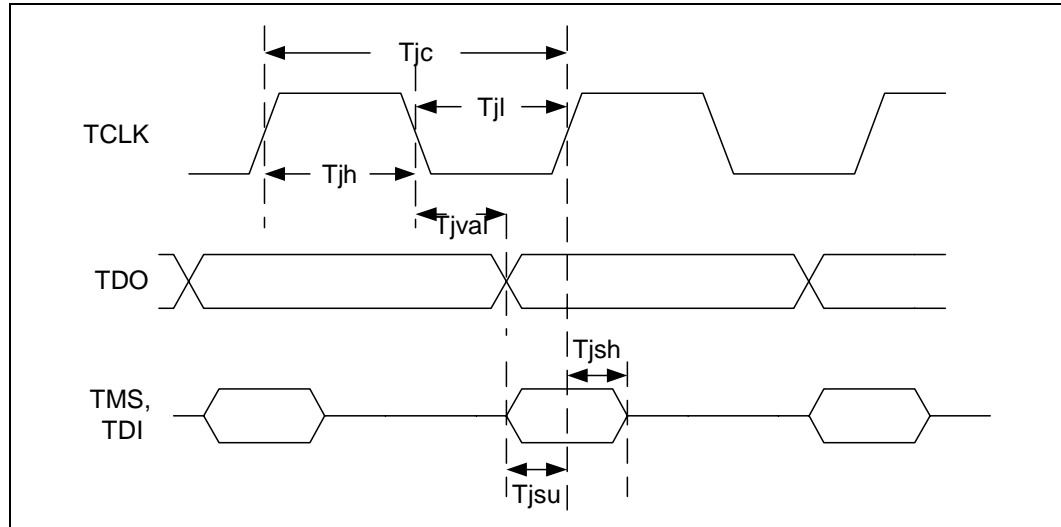 Tjc
Tjl
TCLK
Tjh
Tjval
TDO
Tjsh
TMS,
TDI
Tjsu